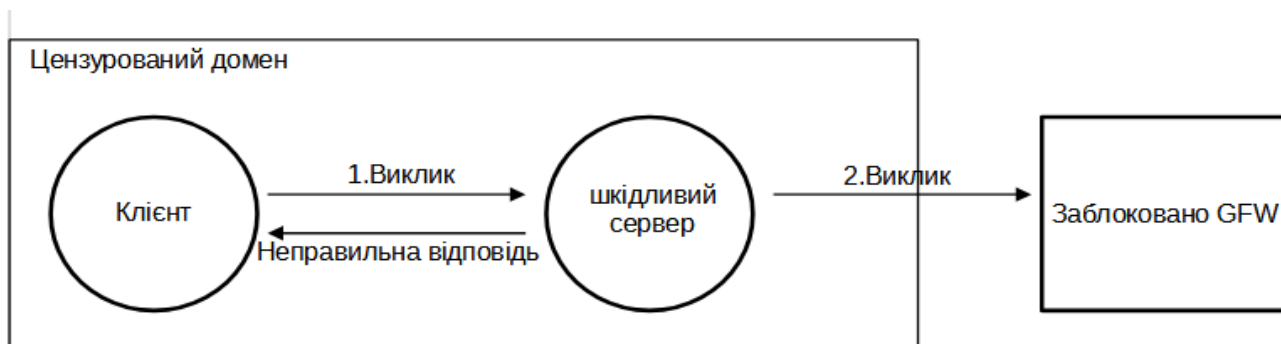 Цензурований домен
1.Виклик
2.Виклик
Клієнт
шкідливий
сервер
Заблоковано GFW
Неправильна відповідь